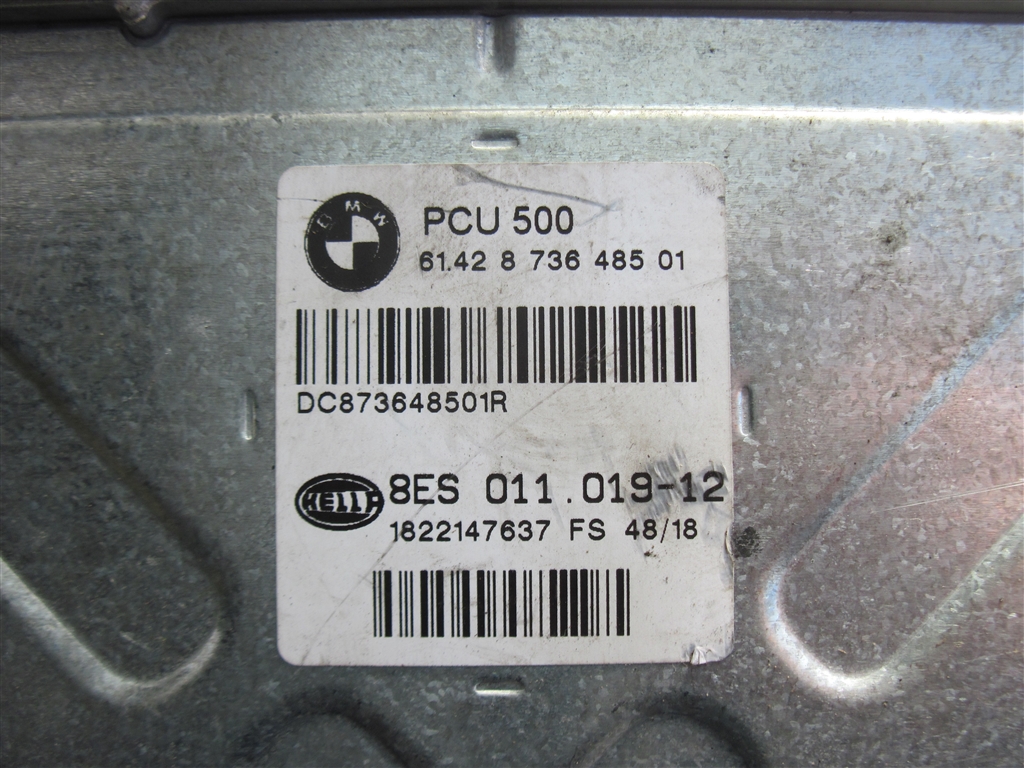 BMW
PCU 500
61.42 8 736 485 01
DC873648501R
HELLA
8ES 011.019-12
1822147637 FS 48/18